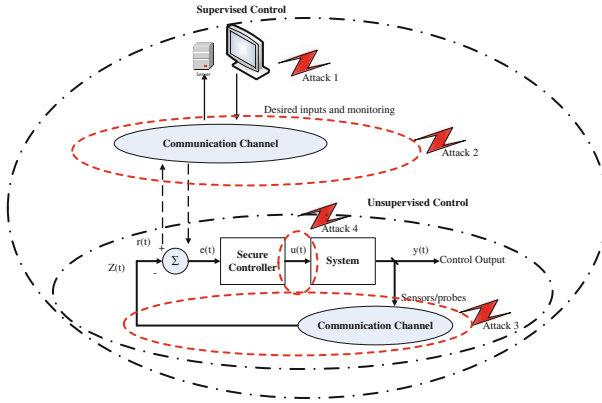 Supervised Control
Server
Attack 1
Desired inputs and monitoring
Communication Channel
Attack 2
Unsupervised Control
Attack 4
r(t)
+
Σ
-
Z(t)
e(t)
Secure
Controller
u(t)
System
y(t)
Control Output
Sensors/probes
Communication Channel
Attack 3